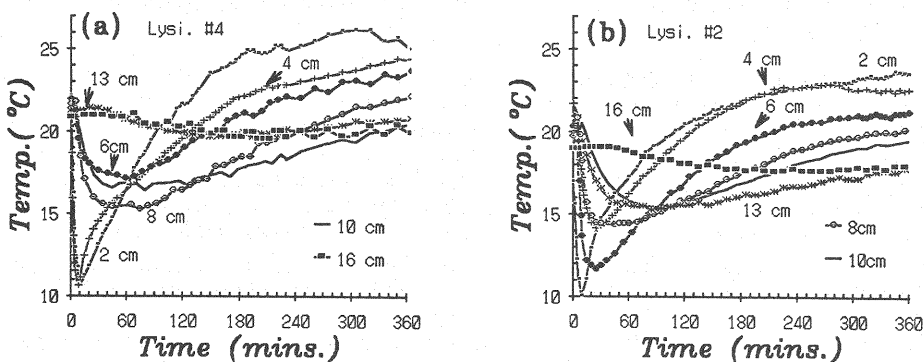 (a) Lysi. #4
25
20
15
10
Temp.(ºC)
13 cm
4 cm
6cm
8 cm
2 cm
10 cm
16 cm
0 60 120 180 240 300 360
Time (mins.)
(b) Lysi. #2
25
20
15
10
Temp.(ºC)
4 cm
2 cm
16 cm
6 cm
13 cm
8cm
10cm
0 60 120 180 240 300 360
Time (mins.)